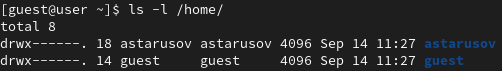 [guest@user ~]$ ls -l /home/
total 8
drwx------. 18 astarusov astarusov 4096 Sep 14 11:27 astarusov
drwx------. 14 guest     guest     4096 Sep 14 11:27 guest